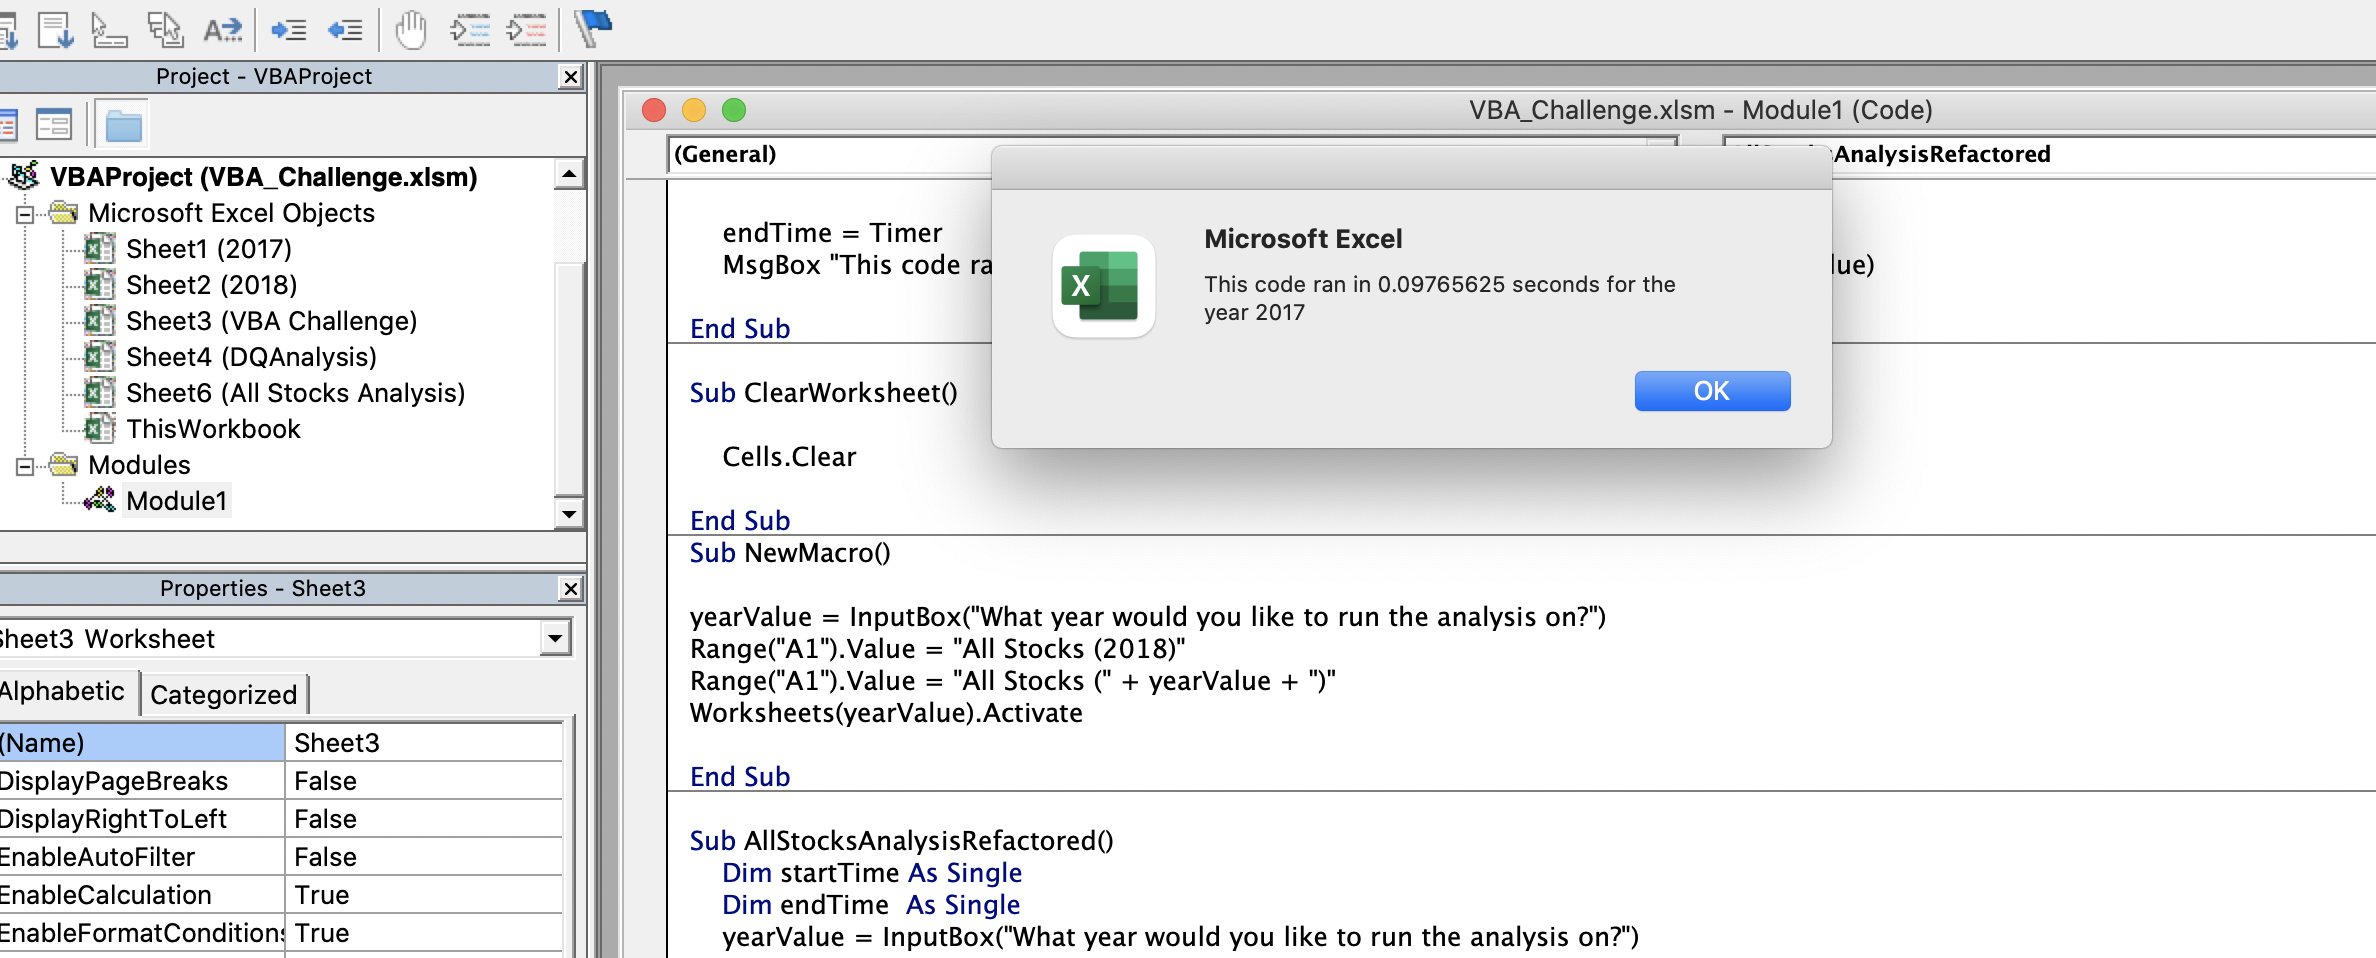 Project - VBAProject
VBAProject (VBA_Challenge.xlsm)
Microsoft Excel Objects
Sheet1 (2017)
Sheet2 (2018)
Sheet3 (VBA Challenge)
Sheet4 (DQAnalysis)
Sheet6 (All Stocks Analysis)
ThisWorkbook
Modules
Module1
Properties - Sheet3
Sheet3 Worksheet
Alphabetic
Categorized
(Name) Sheet3
DisplayPageBreaks False
DisplayRightToLeft False
EnableAutoFilter False
EnableCalculation True
EnableFormatConditions True
VBA_Challenge.xlsm - Module1 (Code)
(General)
AnalysisRefactored
endTime = Timer
MsgBox "This code ra
lue)
End Sub
Sub ClearWorksheet()
Cells.Clear
End Sub
Sub NewMacro()
yearValue = InputBox("What year would you like to run the analysis on?")
Range("A1").Value = "All Stocks (2018)"
Range("A1").Value = "All Stocks (" + yearValue + ")"
Worksheets(yearValue).Activate
End Sub
Sub AllStocksAnalysisRefactored()
Dim startTime As Single
Dim endTime  As Single
yearValue = InputBox("What year would you like to run the analysis on?")
Microsoft Excel
This code ran in 0.09765625 seconds for the
year 2017
OK